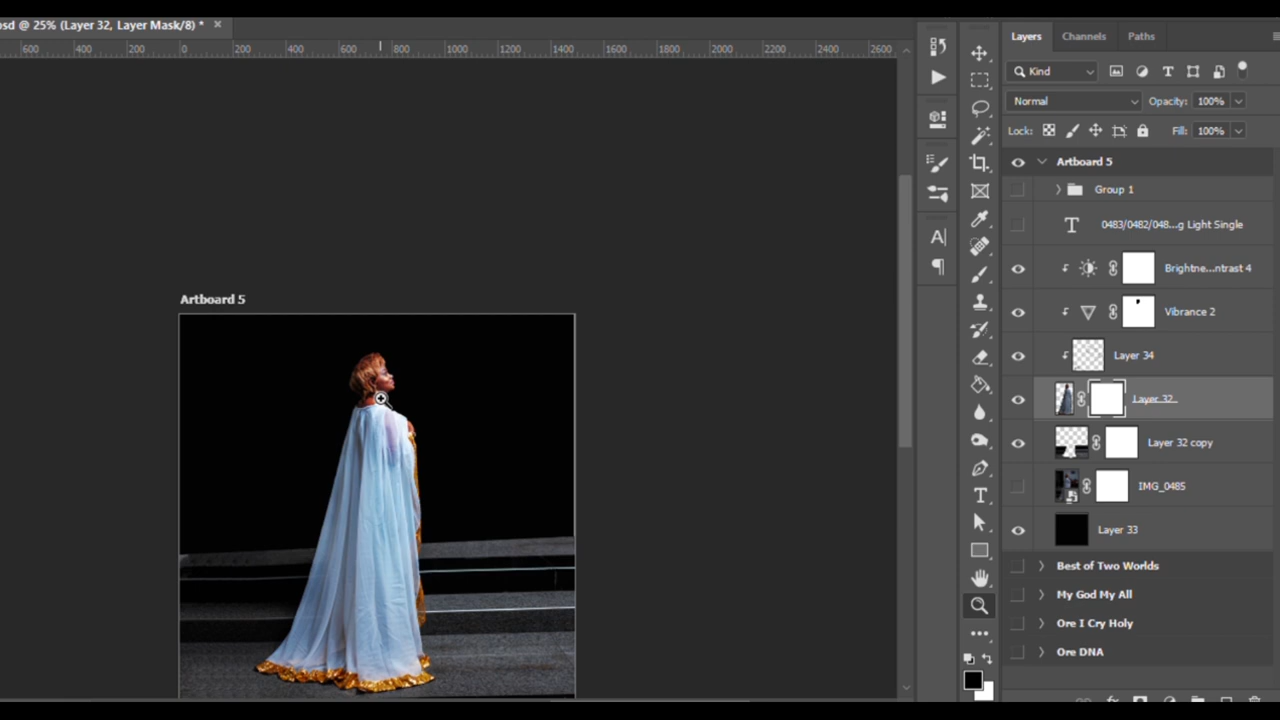 osd @ 25% (Layer 32, Layer Mask/8) * ×
600 400 200 0 200 400 600 800 1000 1200 1400 1600 1800 2000 2200 2400 2600
Artboard 5
Layers Channels Paths
Kind
Normal Opacity: 100%
Lock: Fill: 100%
Artboard 5
Group 1
0483/0482/048...g Light Single
Brightne...ntrast 4
Vibrance 2
Layer 34
Layer 32
Layer 32 copy
IMG_0485
Layer 33
Best of Two Worlds
My God My All
Ore I Cry Holy
Ore DNA